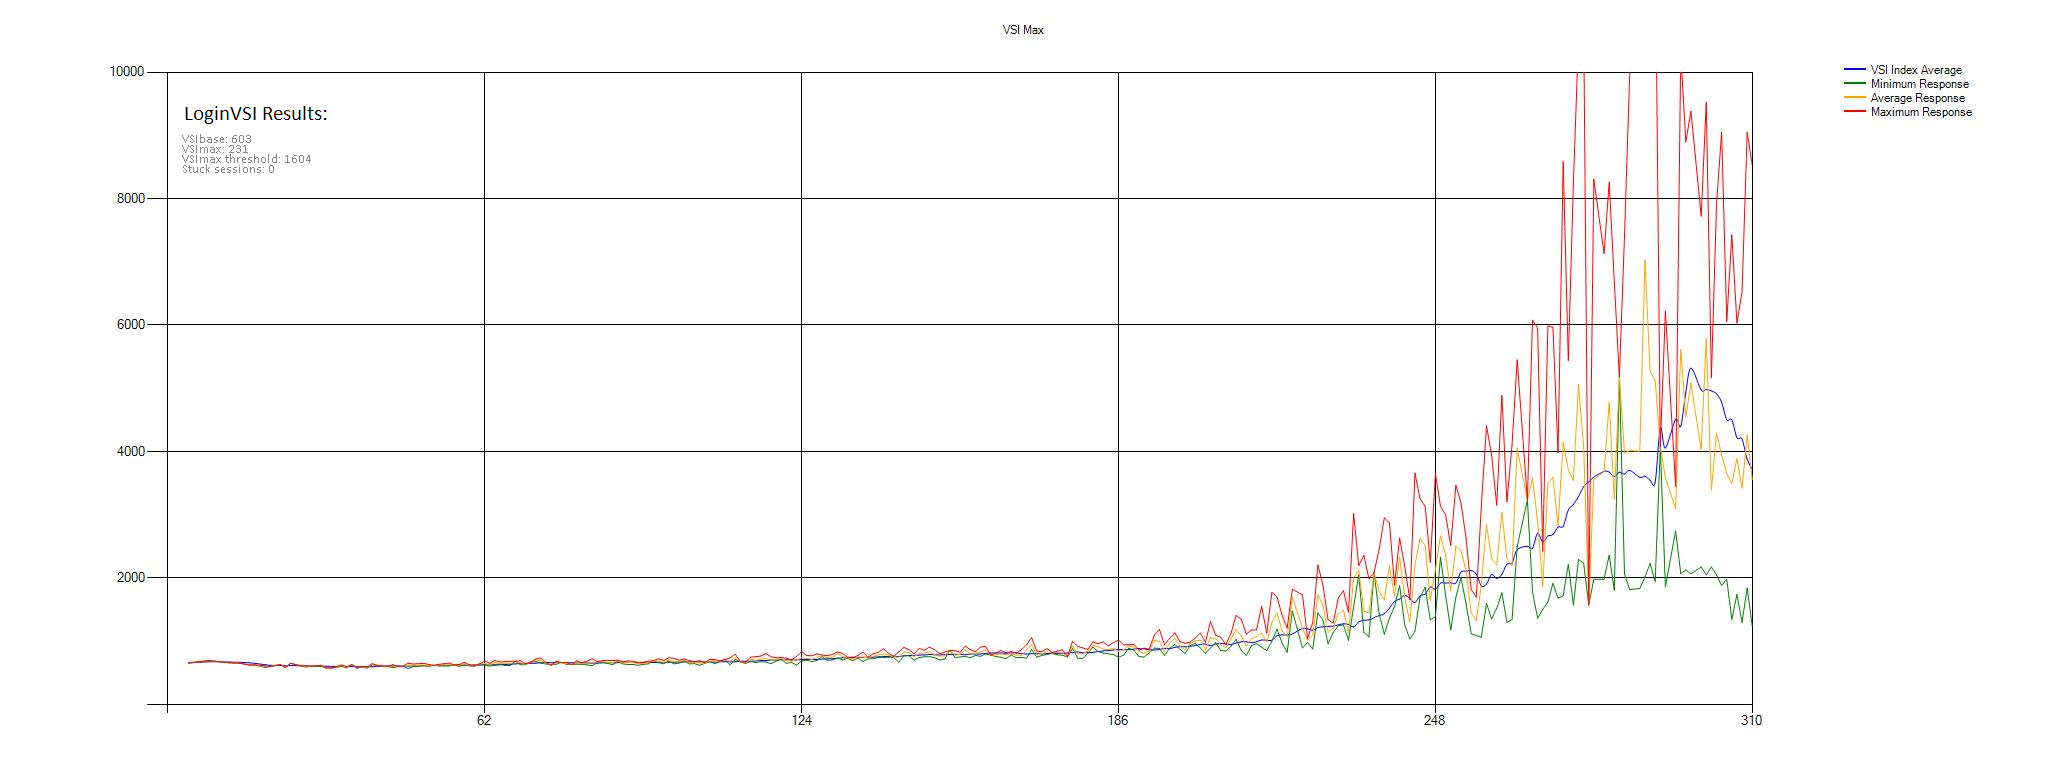 VSI Max
10000
8000
6000
4000
2000
LoginVSI Results:
VSIbase: 603
VSImax: 231
VSImax threshold: 1604
Stuck sessions: 0
62
124
186
248
310
VSI Index Average
Minimum Response
Average Response
Maximum Response